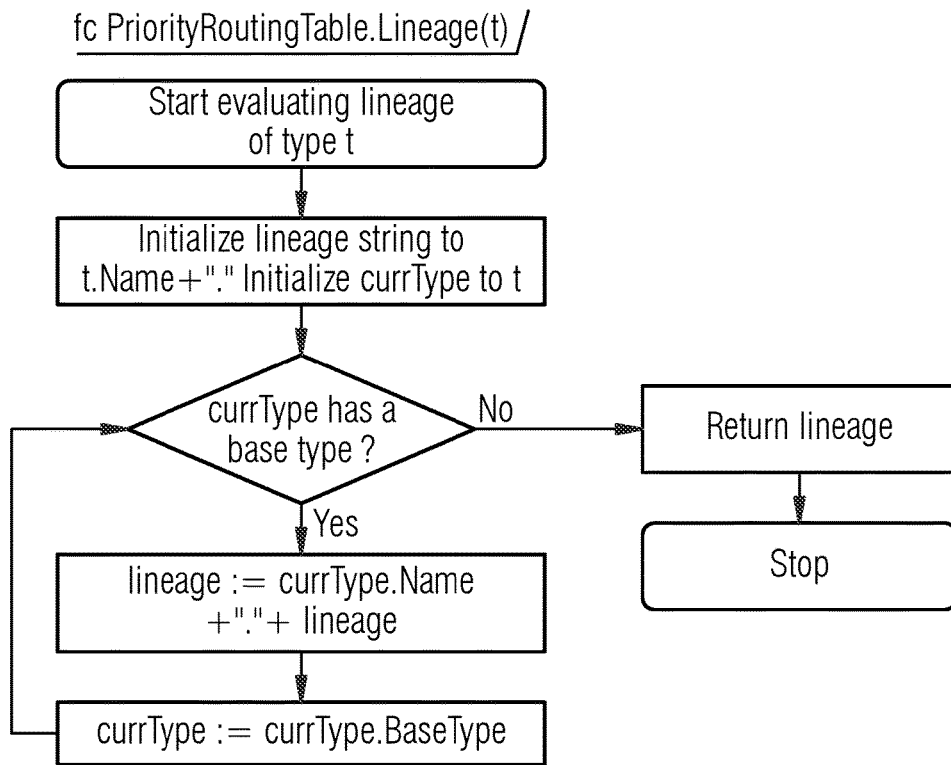 fc PriorityRoutingTable.Lineage(t)
Start evaluating lineage
of type t
Initialize lineage string to
t.Name+"." Initialize currType to t
currType has a
base type ?
No
Return lineage
Yes
Stop
lineage := currType.Name
+"."+ lineage
currType := currType.BaseType